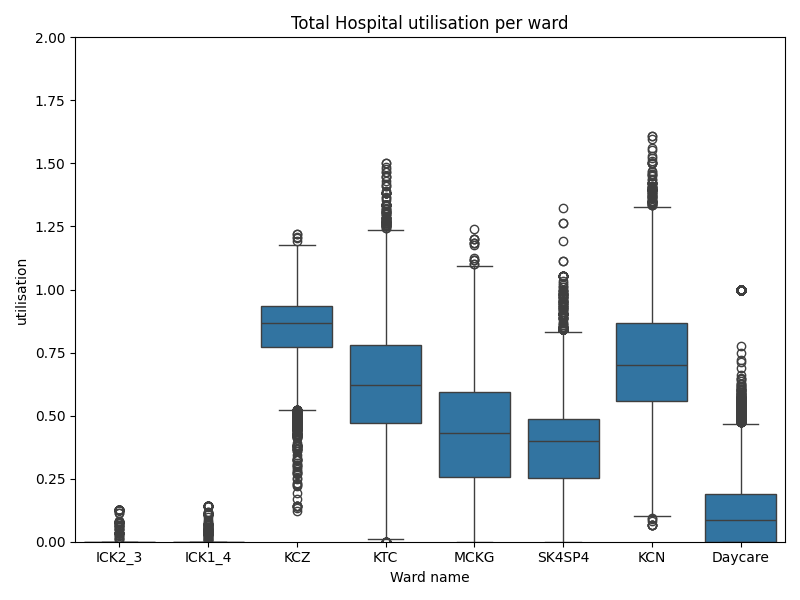 Total Hospital utilisation per ward
utilisation
2.00
1.75
1.50
1.25
1.00
0.75
0.50
0.25
0.00
ICK2_3 ICK1_4 KCZ KTC MCKG SK4SP4 KCN Daycare
Ward name